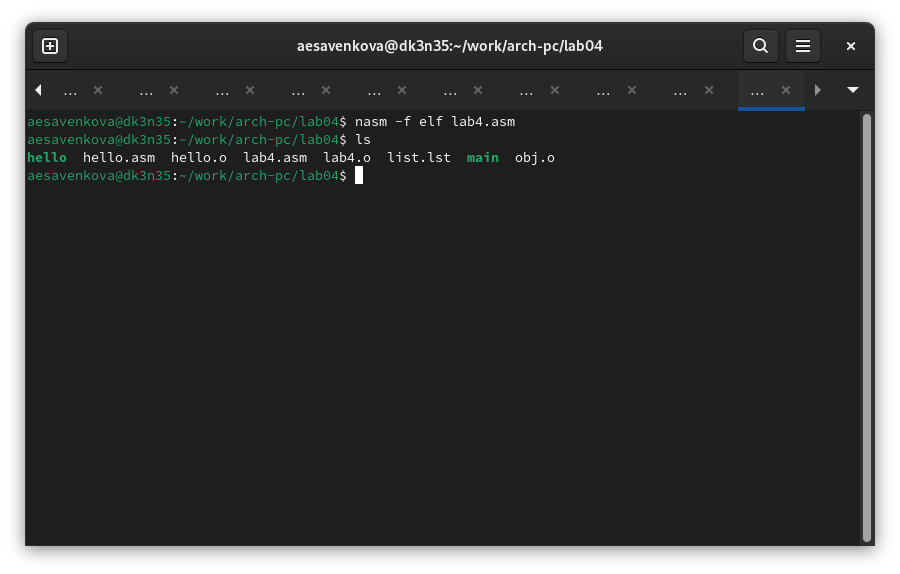 aesavenkova@dk3n35:~/work/arch-pc/lab04
... ... ... ... ... ... ... ... ... ...
aesavenkova@dk3n35:~/work/arch-pc/lab04$ nasm -f elf lab4.asm
aesavenkova@dk3n35:~/work/arch-pc/lab04$ ls
hello  hello.asm  hello.o  lab4.asm  lab4.o  list.lst  main  obj.o
aesavenkova@dk3n35:~/work/arch-pc/lab04$